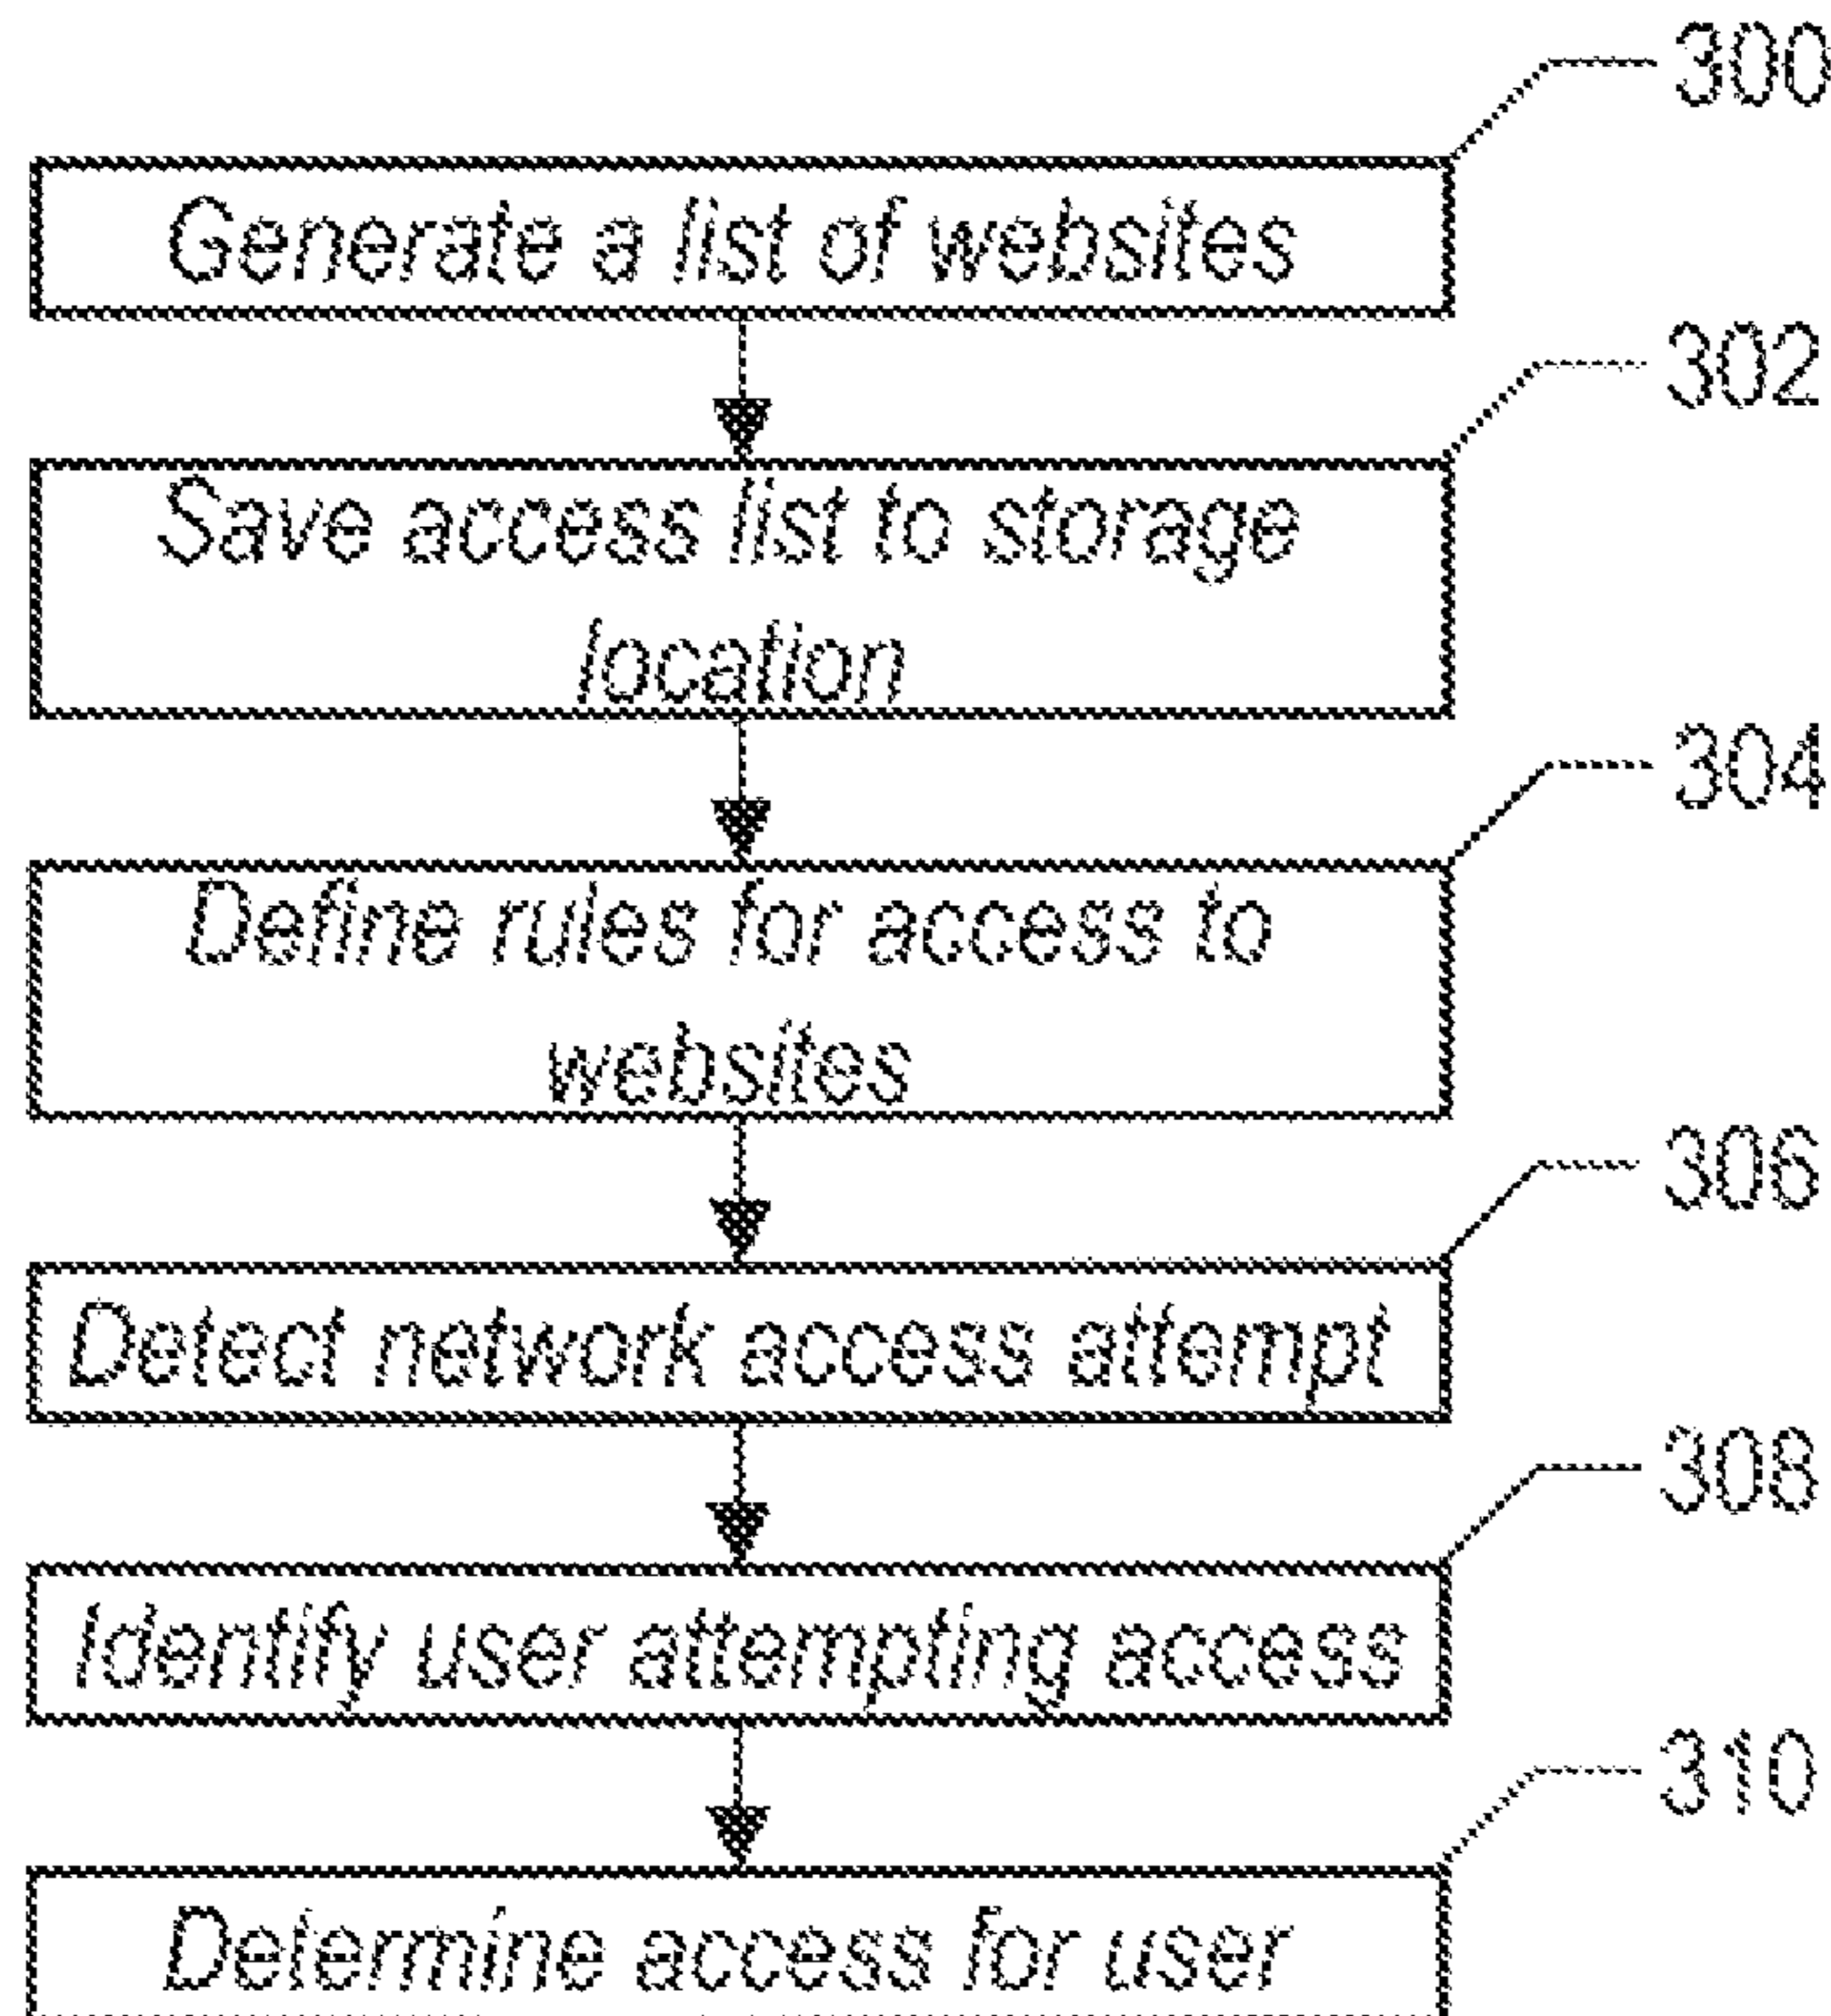 300
Generate a list of websites
302
Save access list to storage
location
304
Define rules for access to
websites
306
Detect network access attempt
308
Identify user attempting access
310
Determine access for user